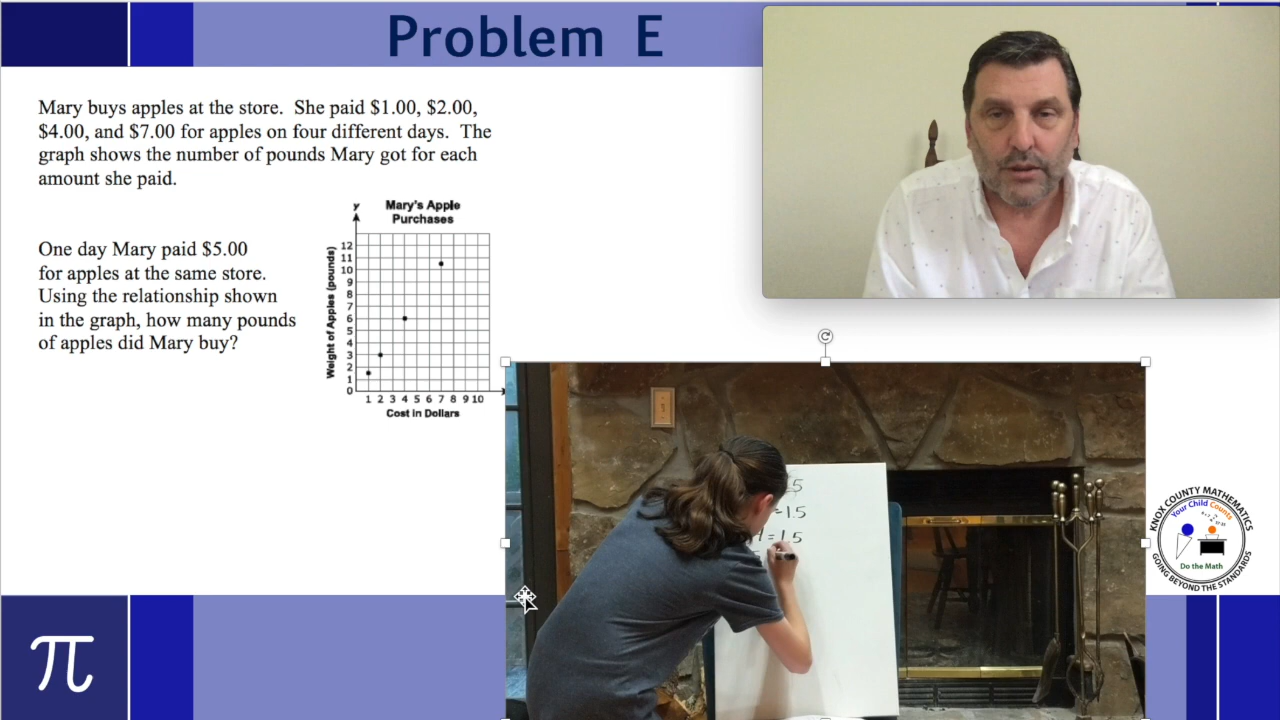 Problem E
Mary buys apples at the store. She paid $1.00, $2.00,
$4.00, and $7.00 for apples on four different days. The
graph shows the number of pounds Mary got for each
amount she paid.
One day Mary paid $5.00
for apples at the same store.
Using the relationship shown
in the graph, how many pounds
of apples did Mary buy?
y
Mary's Apple
Purchases
Weight of Apples (pounds)
12
11
10
9
8
7
6
5
4
3
2
1
0
1 2 3 4 5 6 7 8 9 10
Cost in Dollars
=1.5
=1.5
KNOX COUNTY MATHEMATICS
Your Child Counts
Do the Math
GOING BEYOND THE STANDARDS
π